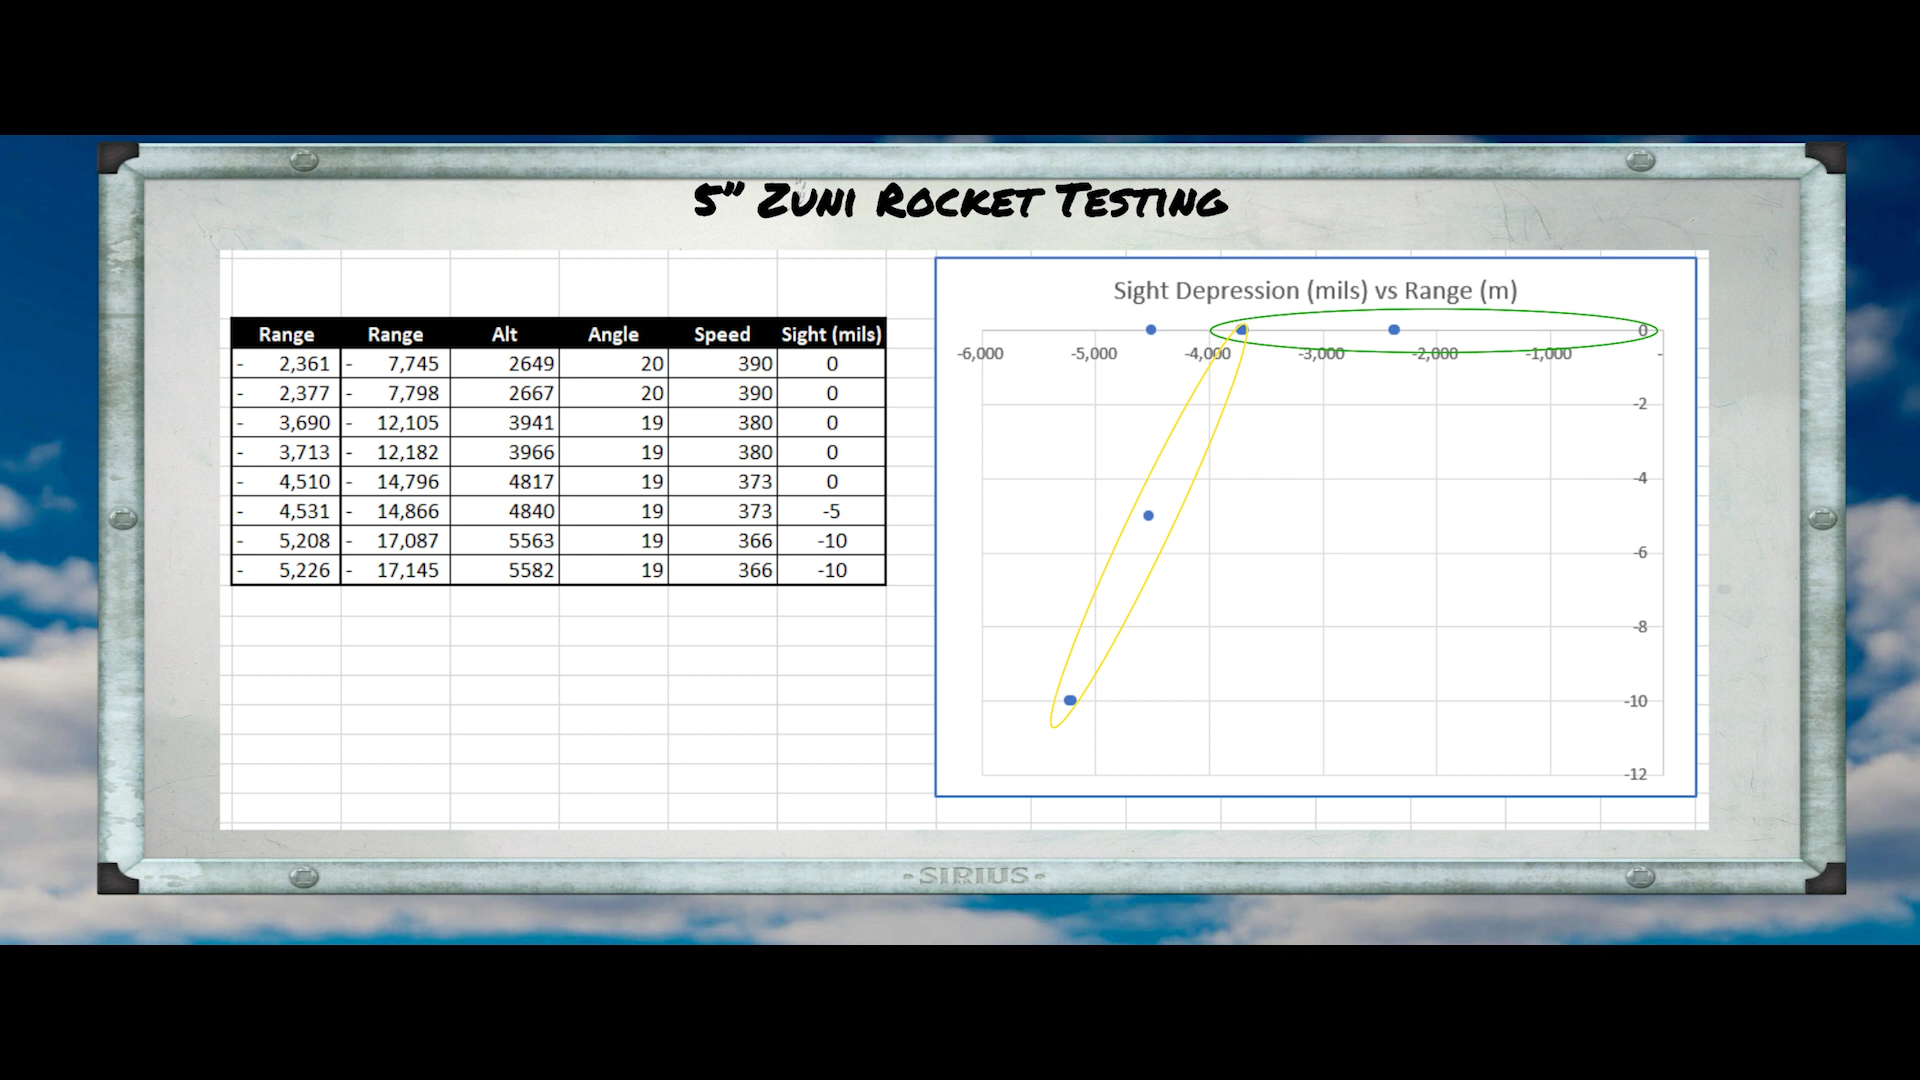 5" Zuni Rocket Testing
Range Range Alt Angle Speed Sight (mils)
- 2,361 - 7,745 2649 20 390 0
- 2,377 - 7,798 2667 20 390 0
- 3,690 - 12,105 3941 19 380 0
- 3,713 - 12,182 3966 19 380 0
- 4,510 - 14,796 4817 19 373 0
- 4,531 - 14,866 4840 19 373 -5
- 5,208 - 17,087 5563 19 366 -10
- 5,226 - 17,145 5582 19 366 -10
Sight Depression (mils) vs Range (m)
0
-6,000 -5,000 -4,000 -3,000 -2,000 -1,000 -
-2
-4
-6
-8
-10
-12
- SIRIUS -